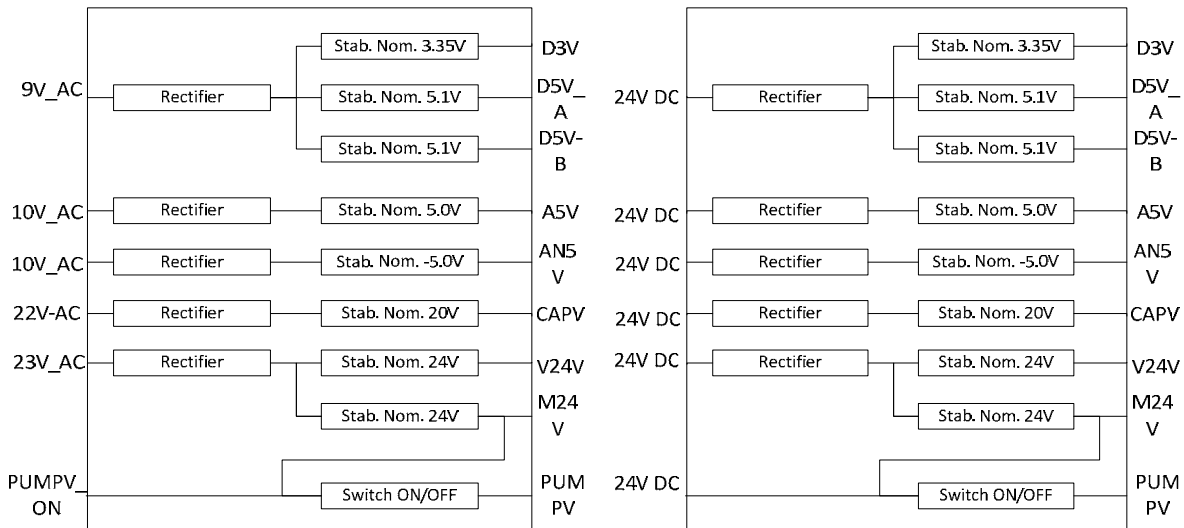 Stab. Nom. 3.35V
D3V
9V_AC
Rectifier
Stab. Nom. 5.1V
D5V_
A
Stab. Nom. 5.1V
D5V-
B
10V_AC
Rectifier
Stab. Nom. 5.0V
A5V
10V_AC
Rectifier
Stab. Nom. -5.0V
AN5
V
22V-AC
Rectifier
Stab. Nom. 20V
CAPV
23V_AC
Rectifier
Stab. Nom. 24V
V24V
Stab. Nom. 24V
M24
V
PUMPV_
ON
Switch ON/OFF
PUM
PV
Stab. Nom. 3.35V
D3V
24V DC
Rectifier
Stab. Nom. 5.1V
D5V_
A
Stab. Nom. 5.1V
D5V-
B
24V DC
Rectifier
Stab. Nom. 5.0V
A5V
24V DC
Rectifier
Stab. Nom. -5.0V
AN5
V
24V DC
Rectifier
Stab. Nom. 20V
CAPV
24V DC
Rectifier
Stab. Nom. 24V
V24V
Stab. Nom. 24V
M24
V
24V DC
Switch ON/OFF
PUM
PV